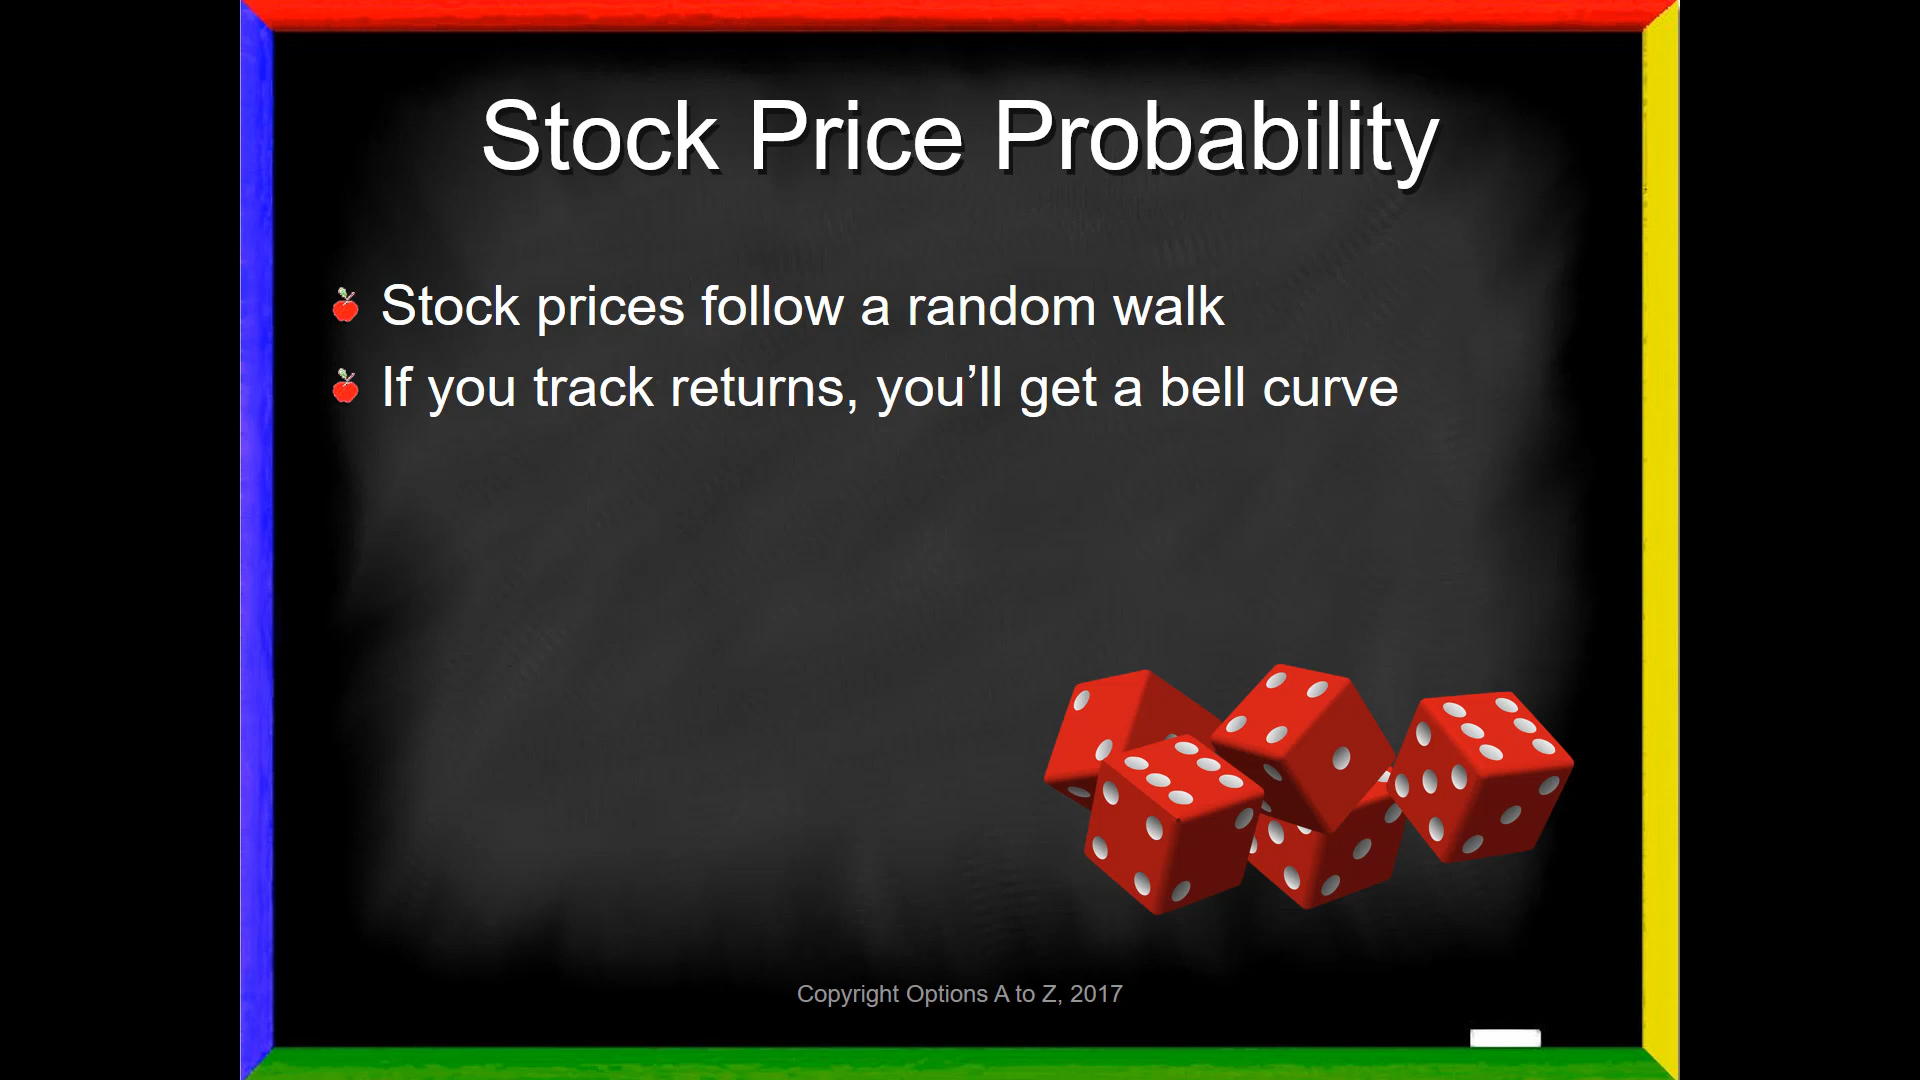 Stock Price Probability
Stock prices follow a random walk
If you track returns, you’ll get a bell curve
Copyright Options A to Z, 2017